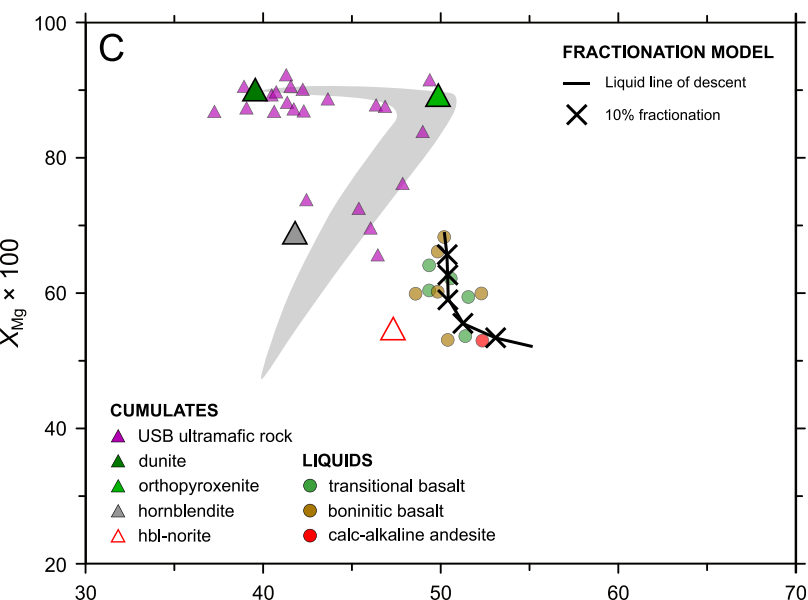 C
FRACTIONATION MODEL
Liquid line of descent
10% fractionation
100
80
60
40
20
XMg × 100
CUMULATES
USB ultramafic rock
dunite
orthopyroxenite
hornblendite
hbl-norite
LIQUIDS
transitional basalt
boninitic basalt
calc-alkaline andesite
30
40
50
60
70